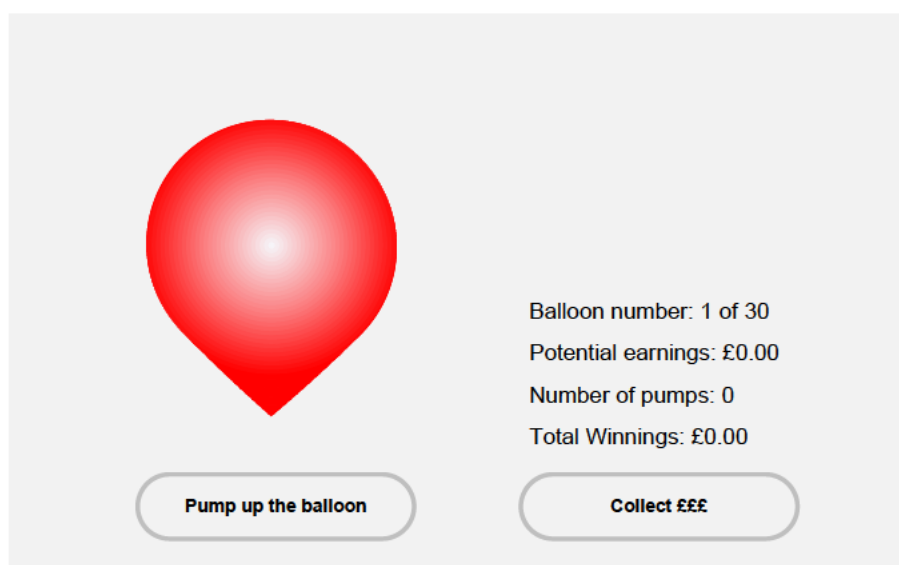 Balloon number: 1 of 30
Potential earnings: £0.00
Number of pumps: 0
Total Winnings: £0.00
Pump up the balloon
Collect £££